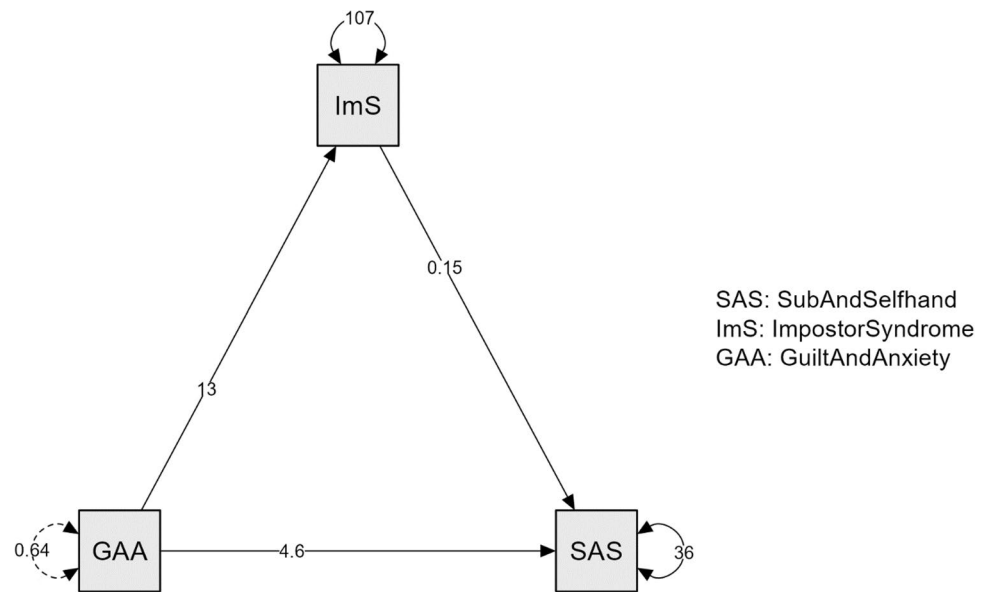 107
ImS
0.15
SAS: SubAndSelfhand
ImS: ImpostorSyndrome
GAA: GuiltAndAnxiety
13
0.64
GAA
4.6
SAS
36